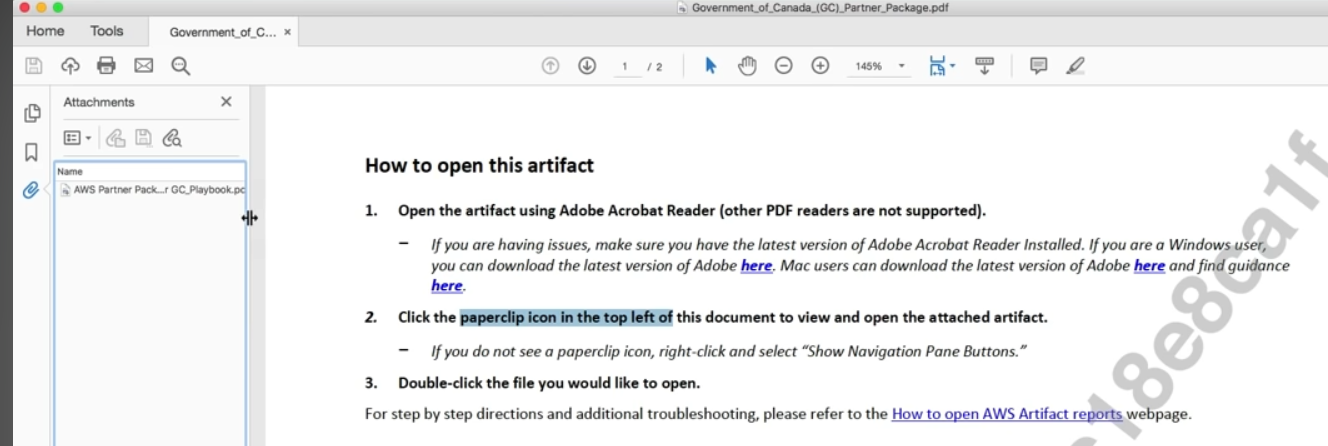 Government_of_Canada_(GC)_Partner_Package.pdf
Home Tools Government_of_C... ×
1 / 2 145%
Attachments
Name
AWS Partner Pack...r GC_Playbook.pc
How to open this artifact
1. Open the artifact using Adobe Acrobat Reader (other PDF readers are not supported).
– If you are having issues, make sure you have the latest version of Adobe Acrobat Reader Installed. If you are a Windows user,
you can download the latest version of Adobe here. Mac users can download the latest version of Adobe here and find guidance
here.
2. Click the paperclip icon in the top left of this document to view and open the attached artifact.
– If you do not see a paperclip icon, right-click and select “Show Navigation Pane Buttons.”
3. Double-click the file you would like to open.
For step by step directions and additional troubleshooting, please refer to the How to open AWS Artifact reports webpage.
18e8ca1f